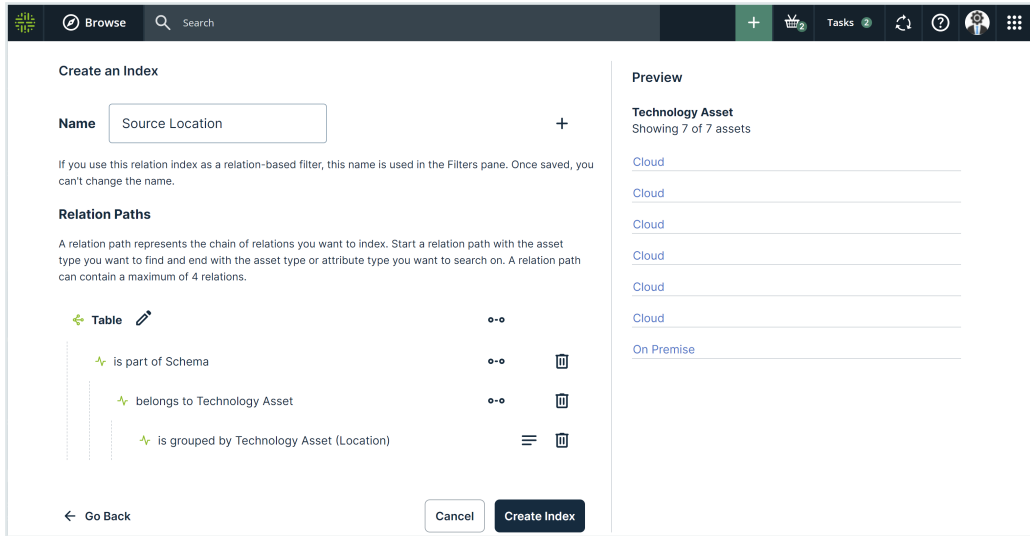 Browse
Search
+
2
Tasks 2
Create an Index
Name
Source Location
+
If you use this relation index as a relation-based filter, this name is used in the Filters pane. Once saved, you
can't change the name.
Relation Paths
A relation path represents the chain of relations you want to index. Start a relation path with the asset
type you want to find and end with the asset type or attribute type you want to search on. A relation path
can contain a maximum of 4 relations.
Table
is part of Schema
belongs to Technology Asset
is grouped by Technology Asset (Location)
Go Back
Cancel
Create Index
Preview
Technology Asset
Showing 7 of 7 assets
Cloud
Cloud
Cloud
Cloud
Cloud
Cloud
On Premise